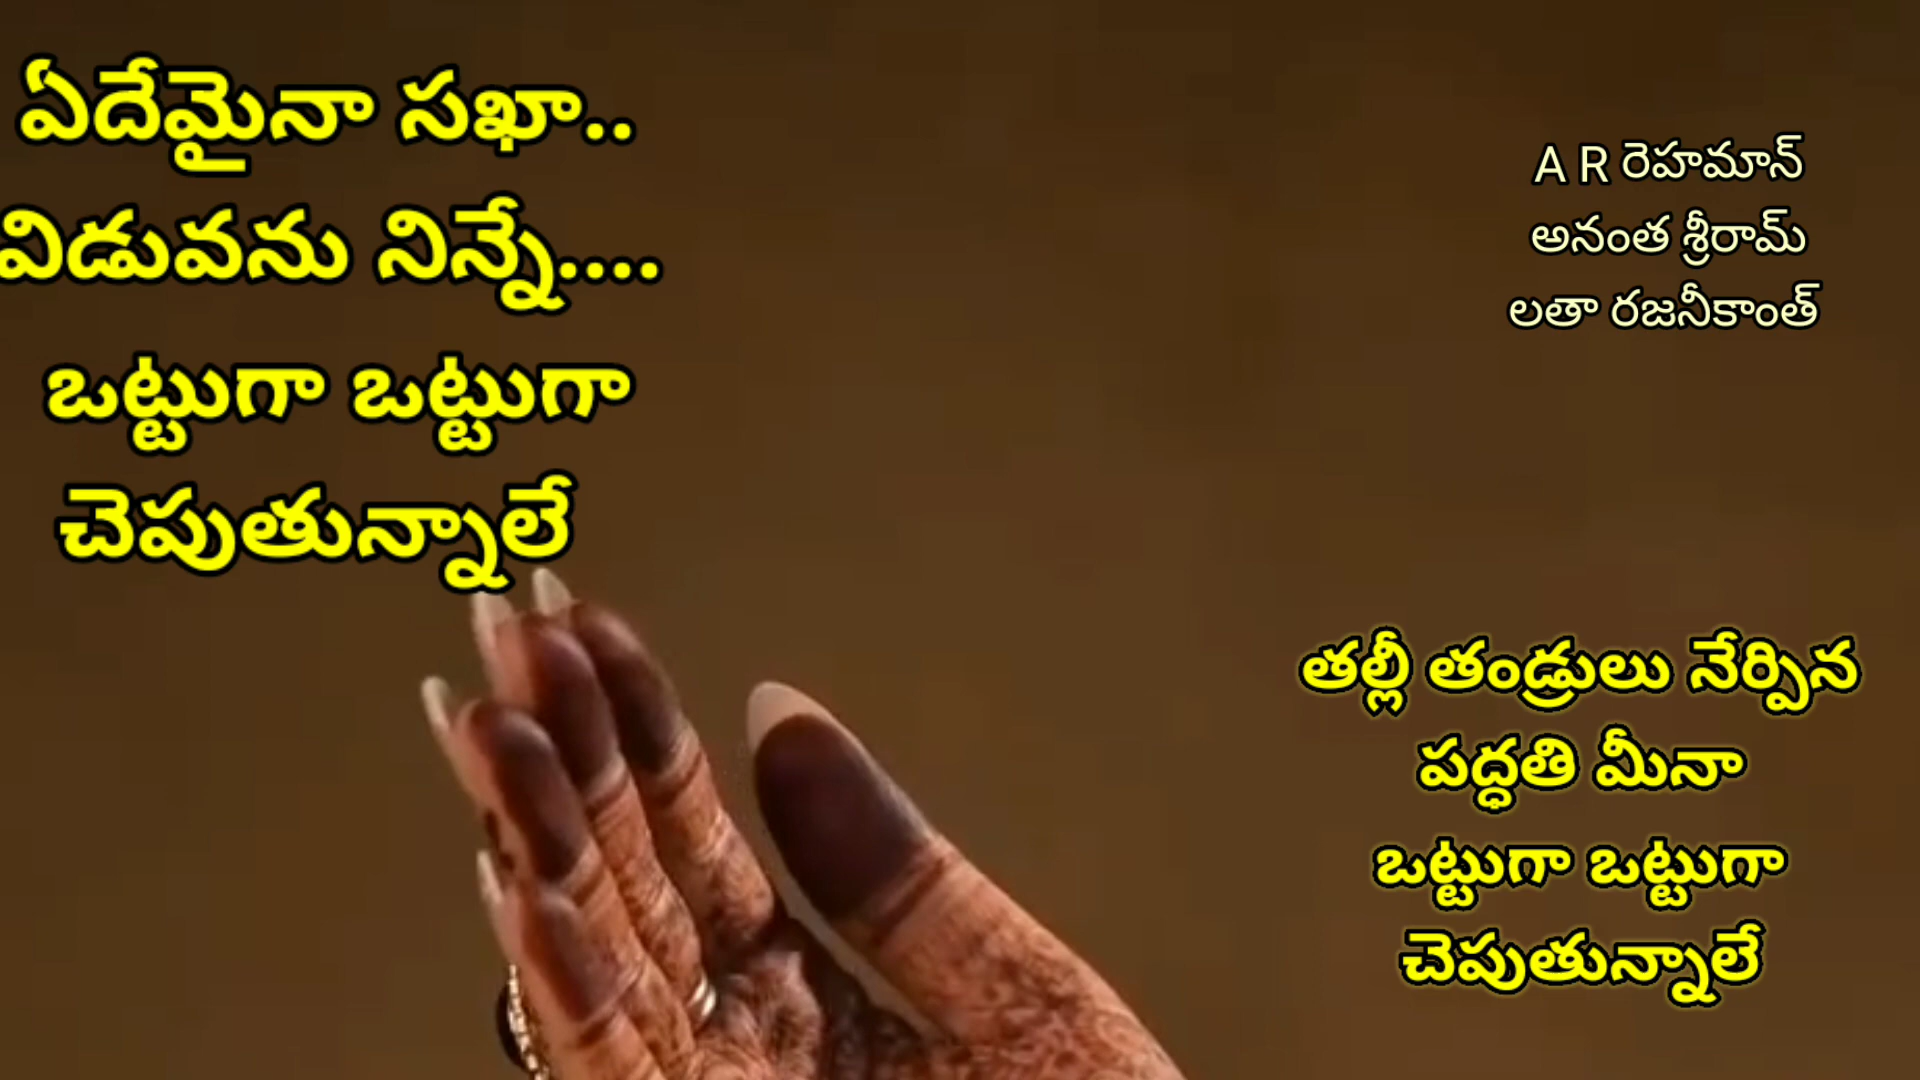 ఏదేమైనా సఖా..
విడువను నిన్నే....
ఒట్టుగా ఒట్టుగా
చెపుతున్నాలే
A R రెహమాన్
అనంత శ్రీరామ్
లతా రజనీకాంత్
తల్లీ తండ్రులు నేర్పిన
పద్ధతి మీనా
ఒట్టుగా ఒట్టుగా
చెపుతున్నాలే